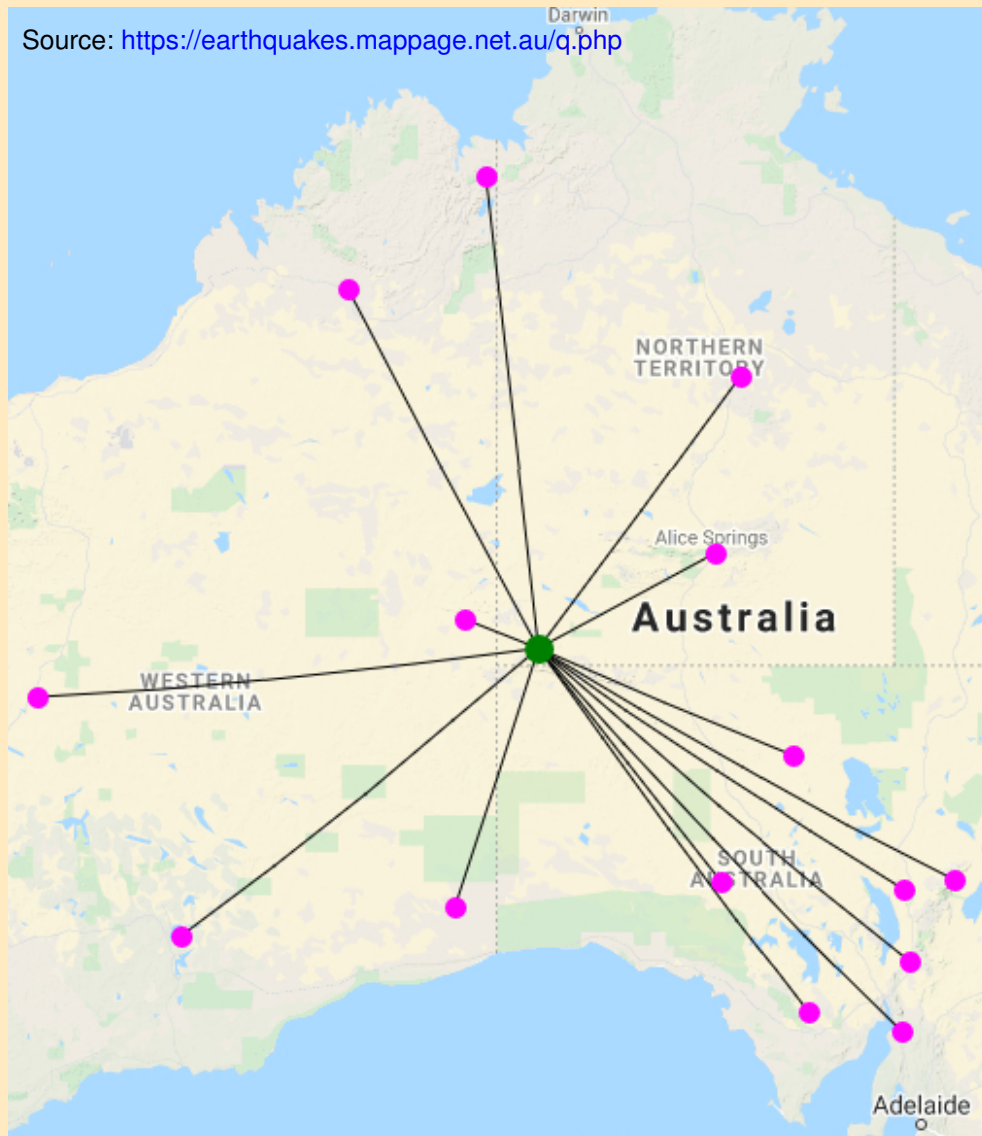 Darwin
Source: https://earthquakes.mappage.net.au/q.php
NORTHERN
TERRITORY
Alice Springs
Australia
WESTERN
AUSTRALIA
SOUTH
AUSTRALIA
Adelaide